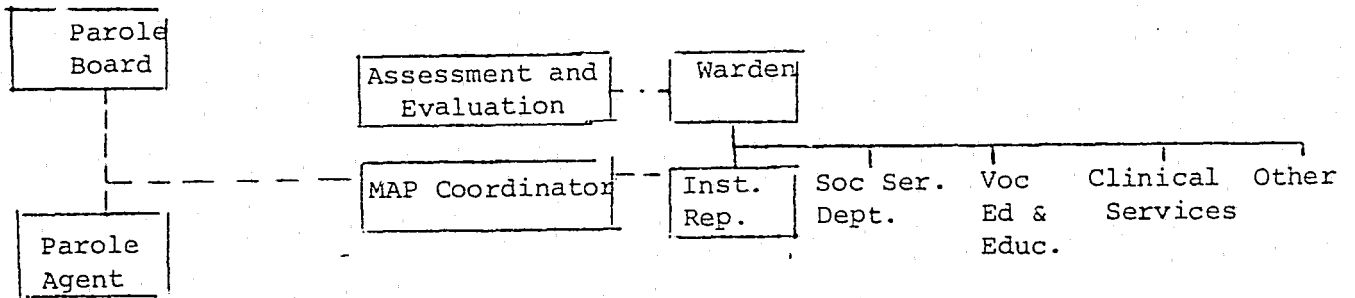 Parole
Board
Assessment and
Evaluation
Warden
MAP Coordinator
Inst.
Rep.
Soc Ser.
Dept.
Voc
Ed &
Educ.
Clinical
Services
Other
Parole
Agent